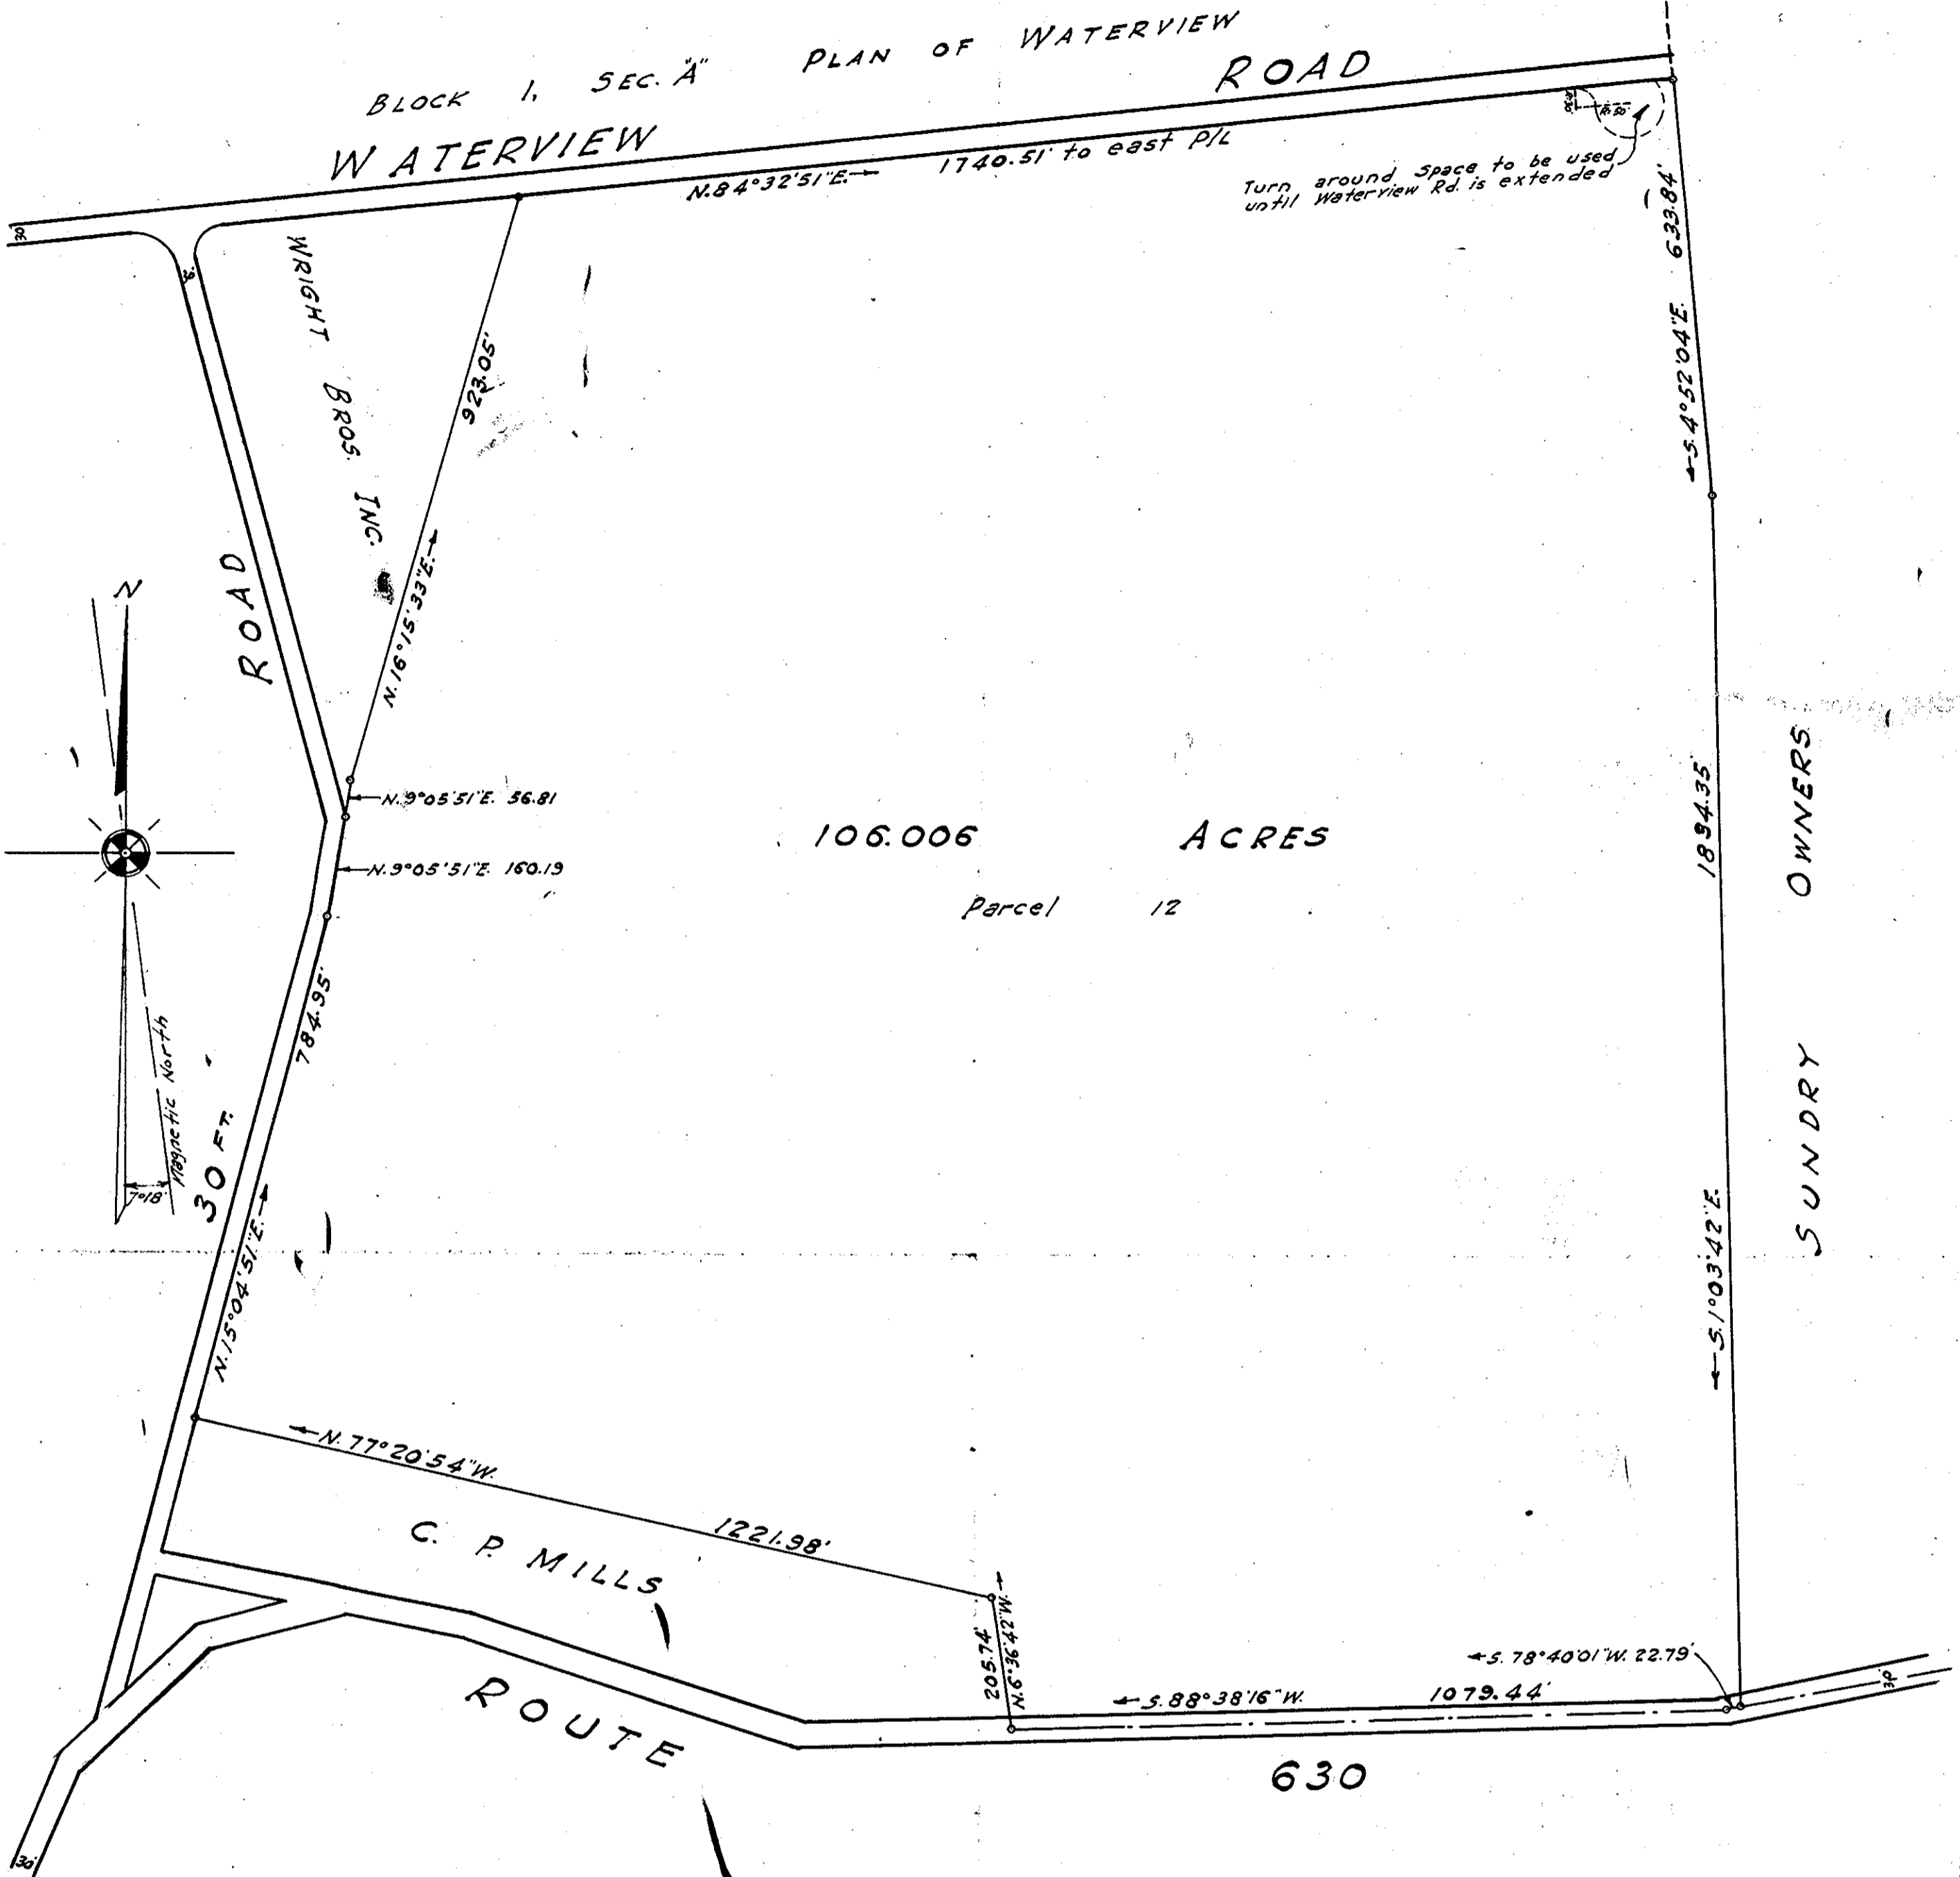 BLOCK 1, SEC. "A" PLAN OF WATERVIEW
WATERVIEW ROAD
N.84°32'51"E. 1740.51' to east P/L
Turn around Space to be used
until Waterview Rd. is extended
R=50'
30
WRIGHT BROS. INC.
923.05'
N.16°15'33"E.
633.84'
S.4°52'04"E.
ROAD
N
N.9°05'51"E. 56.81
N.9°05'51"E. 160.19
106.006 ACRES
Parcel 12
1894.35
S.1°03'42"E.
SUNDRY OWNERS
784.95'
N.15°04'51"E.
30 FT.
Magnetic North
7°18'
N.77°20'54"W.
1221.98'
C. P. MILLS
205.74'
N.6°36'42"W.
S.78°40'01"W. 22.79'
S.88°38'16"W. 1079.44'
30
ROUTE 630
30'